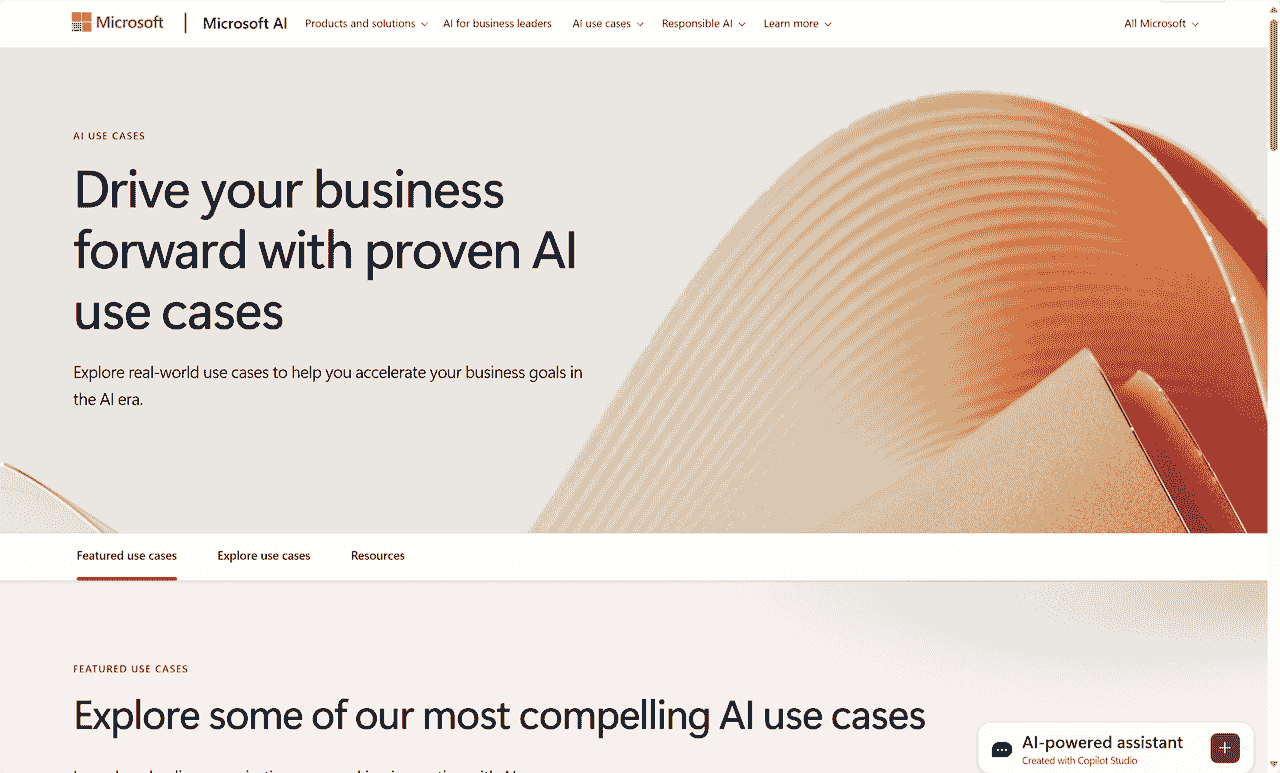 Microsoft
Microsoft AI
Products and solutions
AI for business leaders
AI use cases
Responsible AI
Learn more
All Microsoft
AI USE CASES
Drive your business
forward with proven AI
use cases
Explore real-world use cases to help you accelerate your business goals in
the AI era.
Featured use cases
Explore use cases
Resources
FEATURED USE CASES
Explore some of our most compelling AI use cases
AI-powered assistant
Created with Copilot Studio